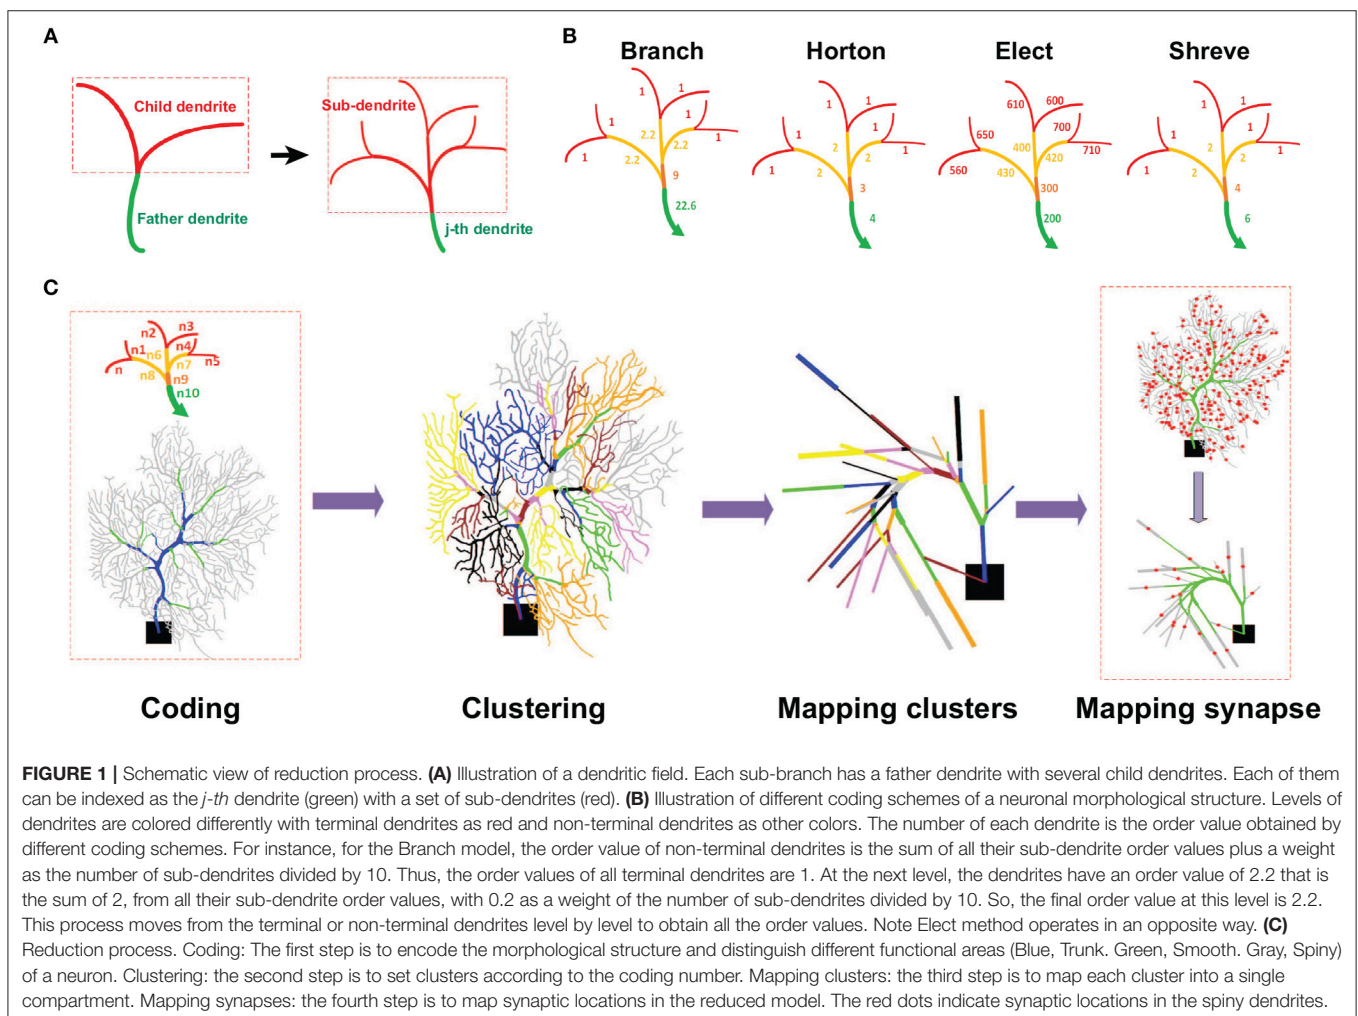 A
Child dendrite
Father dendrite
Sub-dendrite
j-th dendrite
B
Branch
1
1
1
1
1
1
2.2
2.2
2.2
9
22.6
Horton
1
1
1
1
1
1
2
2
2
3
4
Elect
610
600
650
700
710
560
400
420
430
300
200
Shreve
1
1
1
1
1
1
2
2
2
4
6
C
n2
n3
n1
n4
n6
n5
n
n7
n8
n9
n10
Coding
Clustering
Mapping clusters
Mapping synapse
FIGURE 1 | Schematic view of reduction process. (A) Illustration of a dendritic field. Each sub-branch has a father dendrite with several child dendrites. Each of them
can be indexed as the j-th dendrite (green) with a set of sub-dendrites (red). (B) Illustration of different coding schemes of a neuronal morphological structure. Levels of
dendrites are colored differently with terminal dendrites as red and non-terminal dendrites as other colors. The number of each dendrite is the order value obtained by
different coding schemes. For instance, for the Branch model, the order value of non-terminal dendrites is the sum of all their sub-dendrite order values plus a weight
as the number of sub-dendrites divided by 10. Thus, the order values of all terminal dendrites are 1. At the next level, the dendrites have an order value of 2.2 that is
the sum of 2, from all their sub-dendrite order values, with 0.2 as a weight of the number of sub-dendrites divided by 10. So, the final order value at this level is 2.2.
This process moves from the terminal or non-terminal dendrites level by level to obtain all the order values. Note Elect method operates in an opposite way. (C)
Reduction process. Coding: The first step is to encode the morphological structure and distinguish different functional areas (Blue, Trunk. Green, Smooth. Gray, Spiny)
of a neuron. Clustering: the second step is to set clusters according to the coding number. Mapping clusters: the third step is to map each cluster into a single
compartment. Mapping synapses: the fourth step is to map synaptic locations in the reduced model. The red dots indicate synaptic locations in the spiny dendrites.